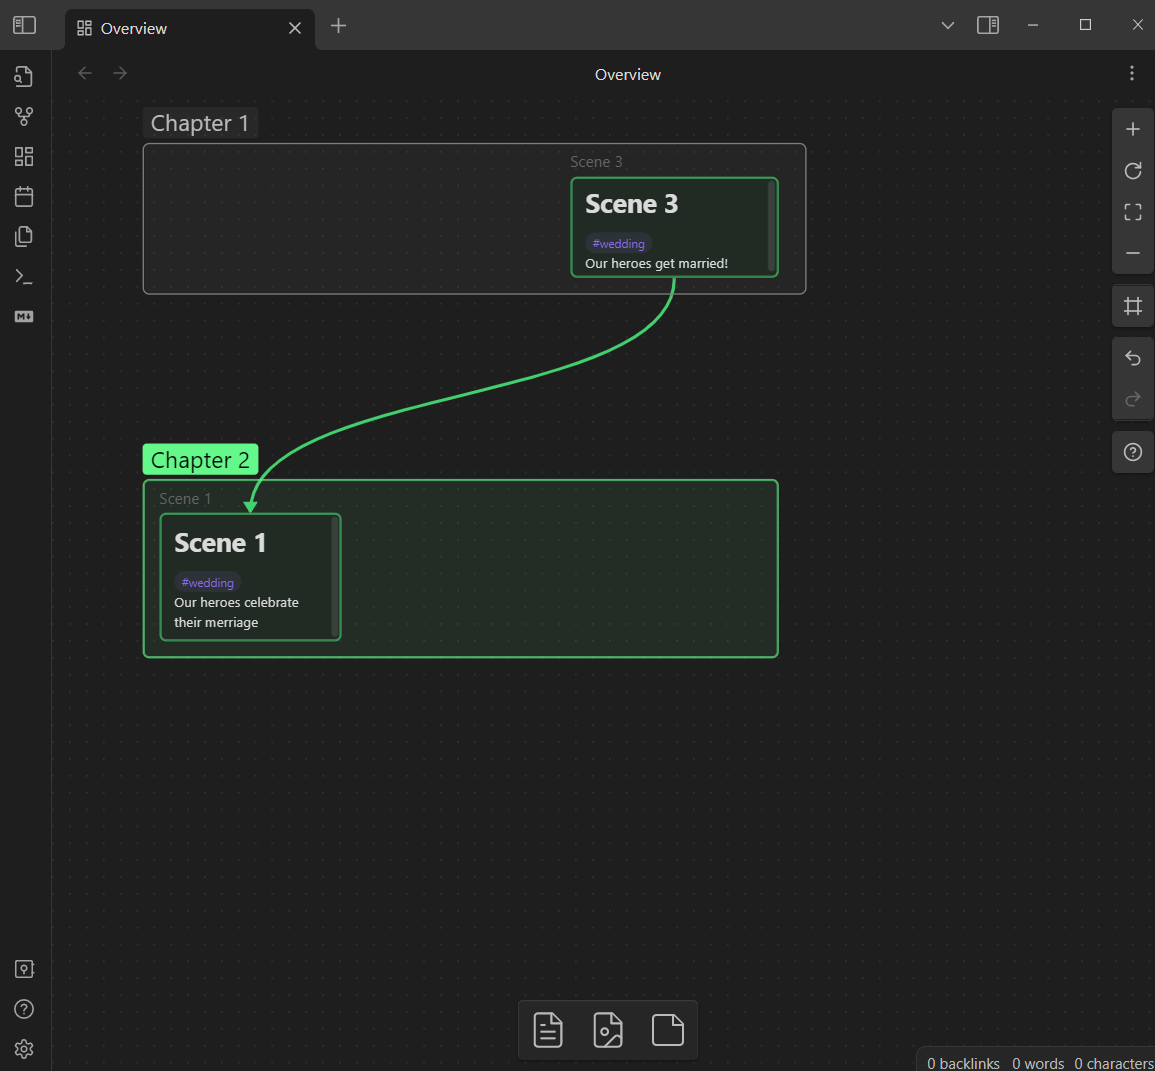 Overview
Overview
Chapter 1
Scene 3
Scene 3
#wedding
Our heroes get married!
Chapter 2
Scene 1
Scene 1
#wedding
Our heroes celebrate
their merriage
0 backlinks 0 words 0 characters